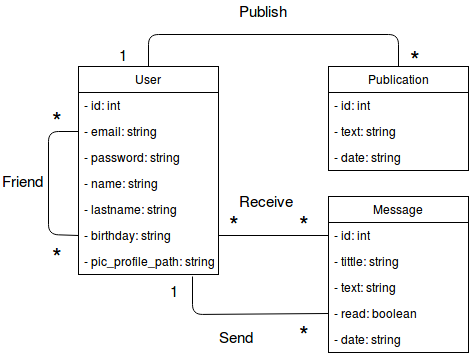 Publish
1
*
User
- id: int
- email: string
- password: string
- name: string
- lastname: string
- birthday: string
- pic_profile_path: string
Publication
- id: int
- text: string
- date: string
*
Friend
*
Receive
*
*
Message
- id: int
- tittle: string
- text: string
- read: boolean
- date: string
1
Send
*